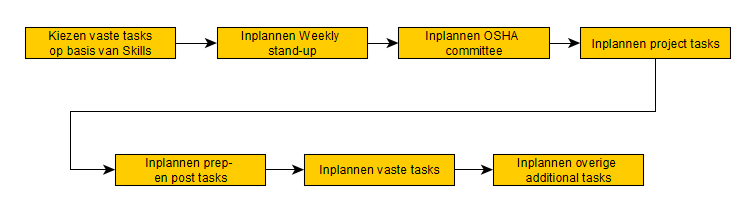 Kiezen vaste tasks
op basis van Skills
Inplannen Weekly
stand-up
Inplannen OSHA
committee
Inplannen project tasks
Inplannen prep-
en post tasks
Inplannen vaste tasks
Inplannen overige
additional tasks